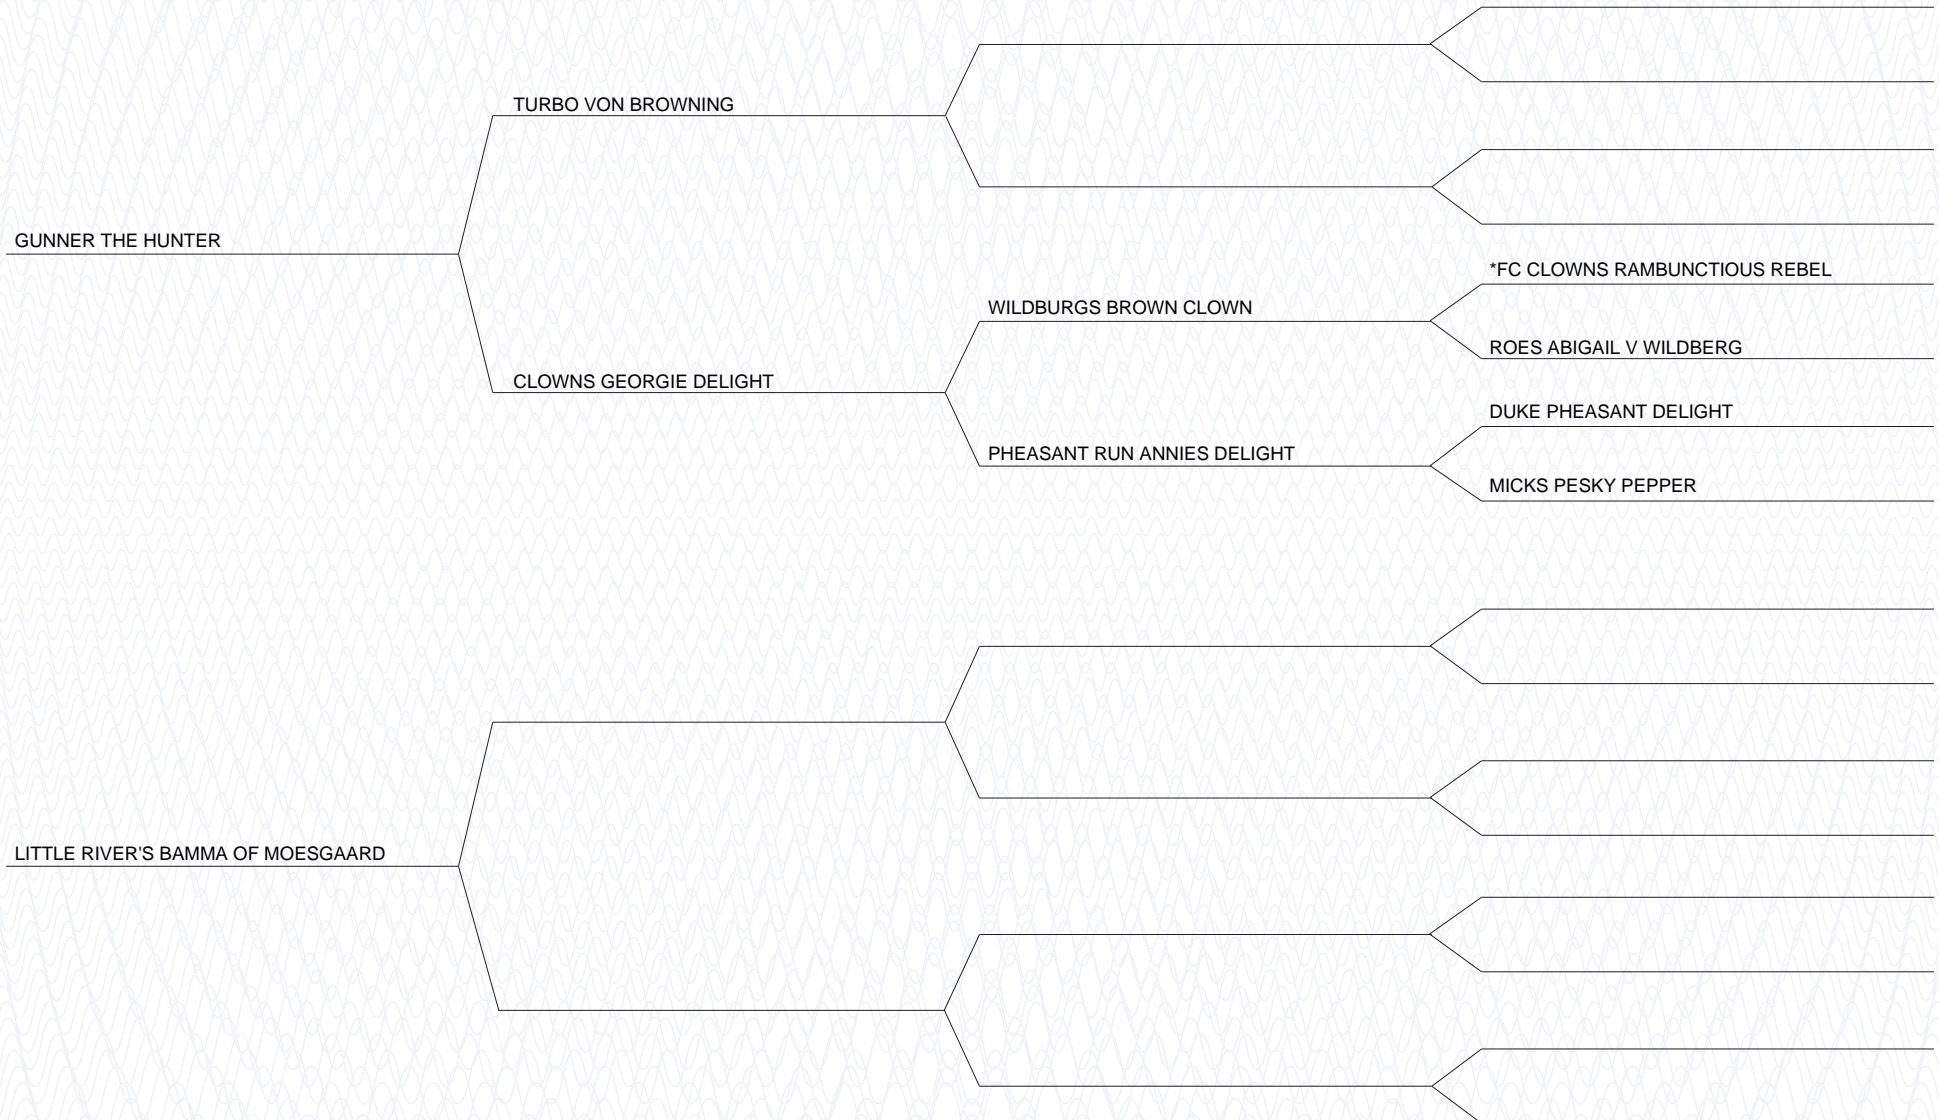 TURBO VON BROWNING
GUNNER THE HUNTER
*FC CLOWNS RAMBUNCTIOUS REBEL
WILDBURGS BROWN CLOWN
ROES ABIGAIL V WILDBERG
CLOWNS GEORGIE DELIGHT
DUKE PHEASANT DELIGHT
PHEASANT RUN ANNIES DELIGHT
MICKS PESKY PEPPER
LITTLE RIVER'S BAMMA OF MOESGAARD